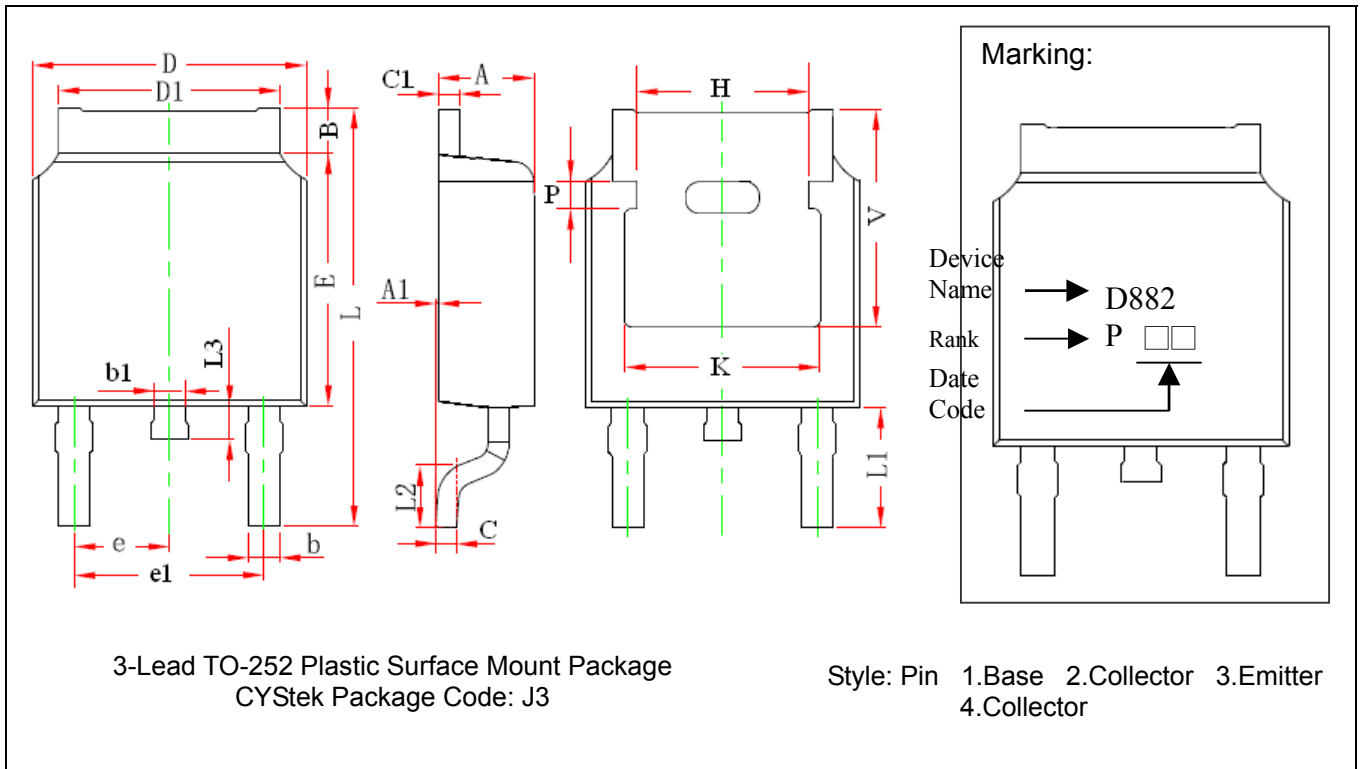 D
D1
B
E
L
L3
b1
e
e1
b
C1
A
A1
L2
C
H
P
V
K
L1
Marking:
Device
Name
D882
Rank
P □□
Date
Code
3-Lead TO-252 Plastic Surface Mount Package
CYStek Package Code: J3
Style: Pin 1.Base 2.Collector 3.Emitter
4.Collector